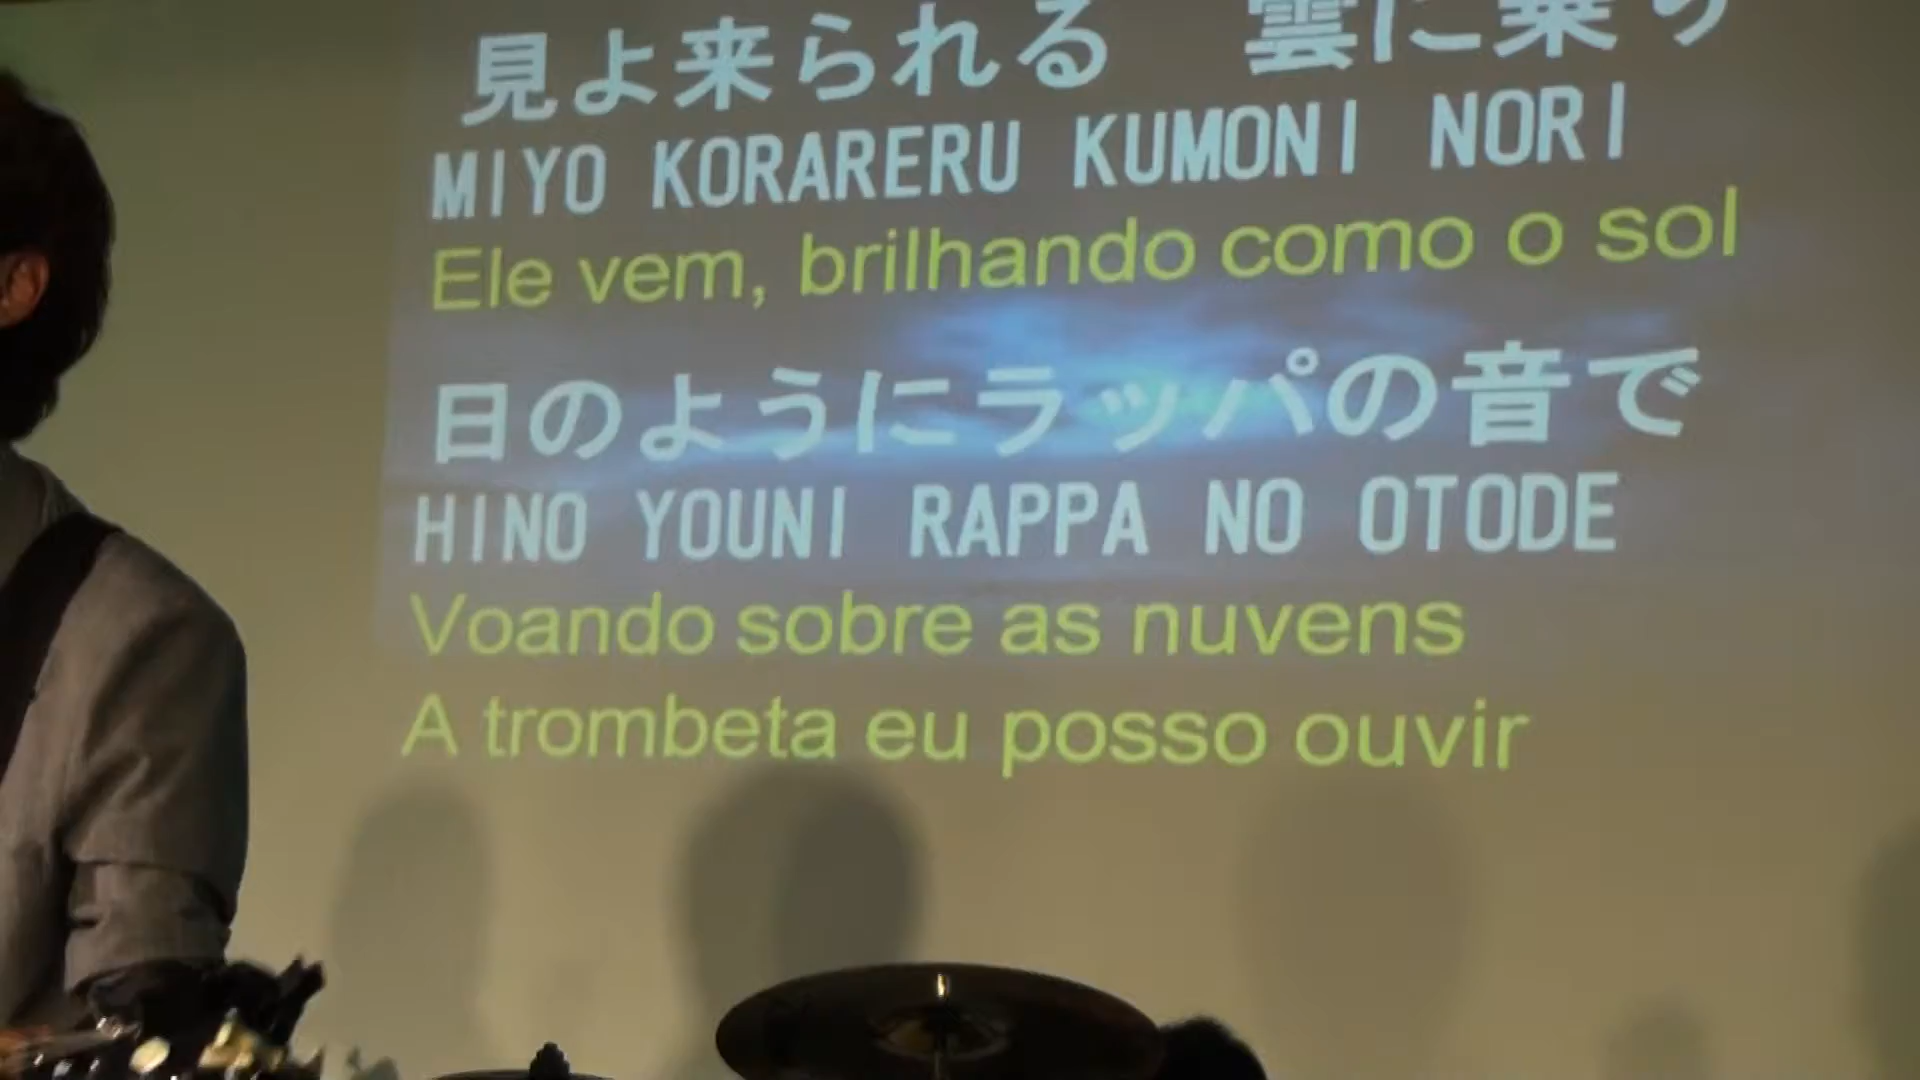 見よ来られる 雲に乗り
MIYO KORARERU KUMONI NORI
Ele vem, brilhando como o sol
日のようにラッパの音で
HINO YOUNI RAPPA NO OTODE
Voando sobre as nuvens
A trombeta eu posso ouvir